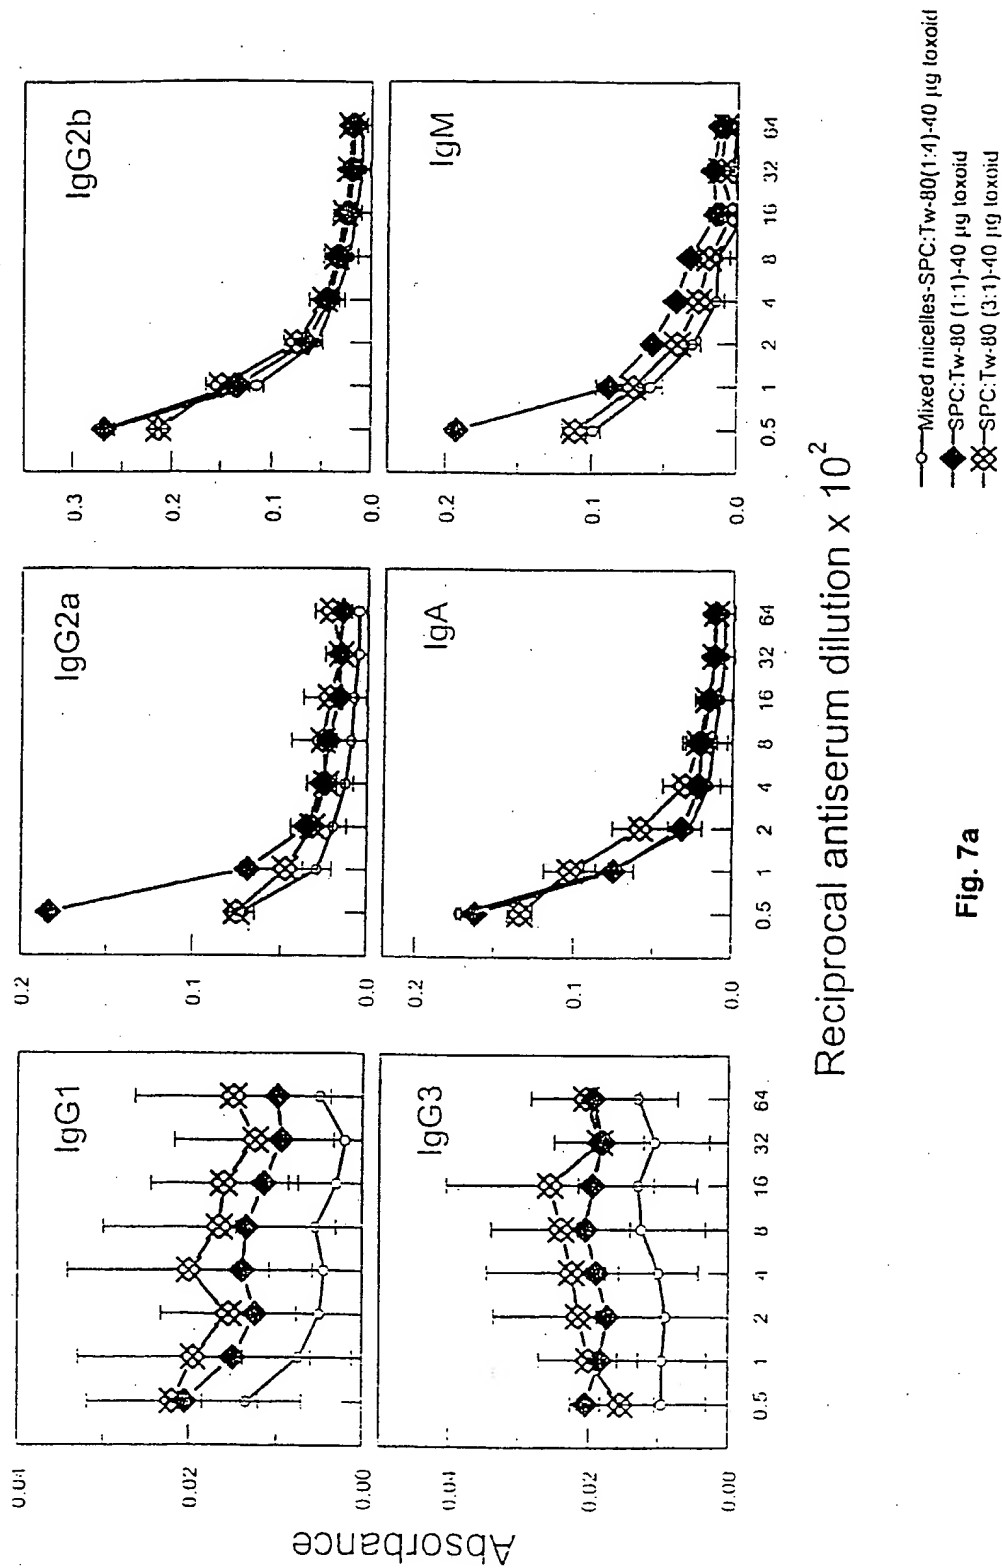 Absorbance
IgG1
0.04
0.02
0.00
IgG2a
0.2
0.1
0.0
IgG2b
0.3
0.2
0.1
0.0
IgG3
0.04
0.02
0.00
0.5 1 2 4 8 16 32 64
IgA
0.2
0.1
0.0
0.5 1 2 4 8 16 32 64
IgM
0.2
0.1
0.0
0.5 1 2 4 8 16 32 64
Reciprocal antiserum dilution x 10²
Mixed micelles-SPC:Tw-80(1:4)-40 µg toxoid
SPC:Tw-80 (1:1)-40 µg toxoid
SPC:Tw-80 (3:1)-40 µg toxoid
Fig. 7a